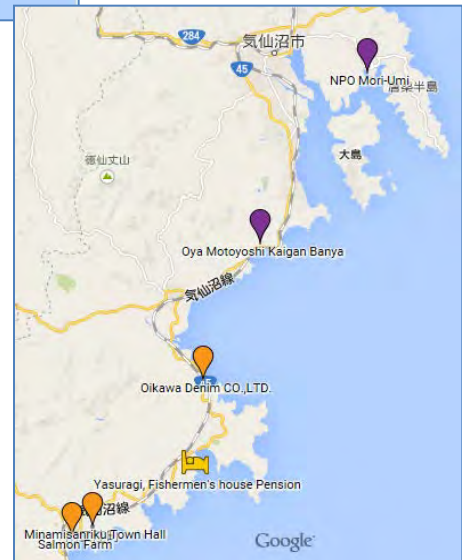 284
気仙沼市
45
NPO Mori-Umi
唐桑半島
大島
徳仙丈山
Oya Motoyoshi Kaigan Banya
気仙沼線
45
Oikawa Denim CO.,LTD.
Yasuragi, Fishermen's house Pension
気仙沼線
Minamisanriku Town Hall
Salmon Farm
Google